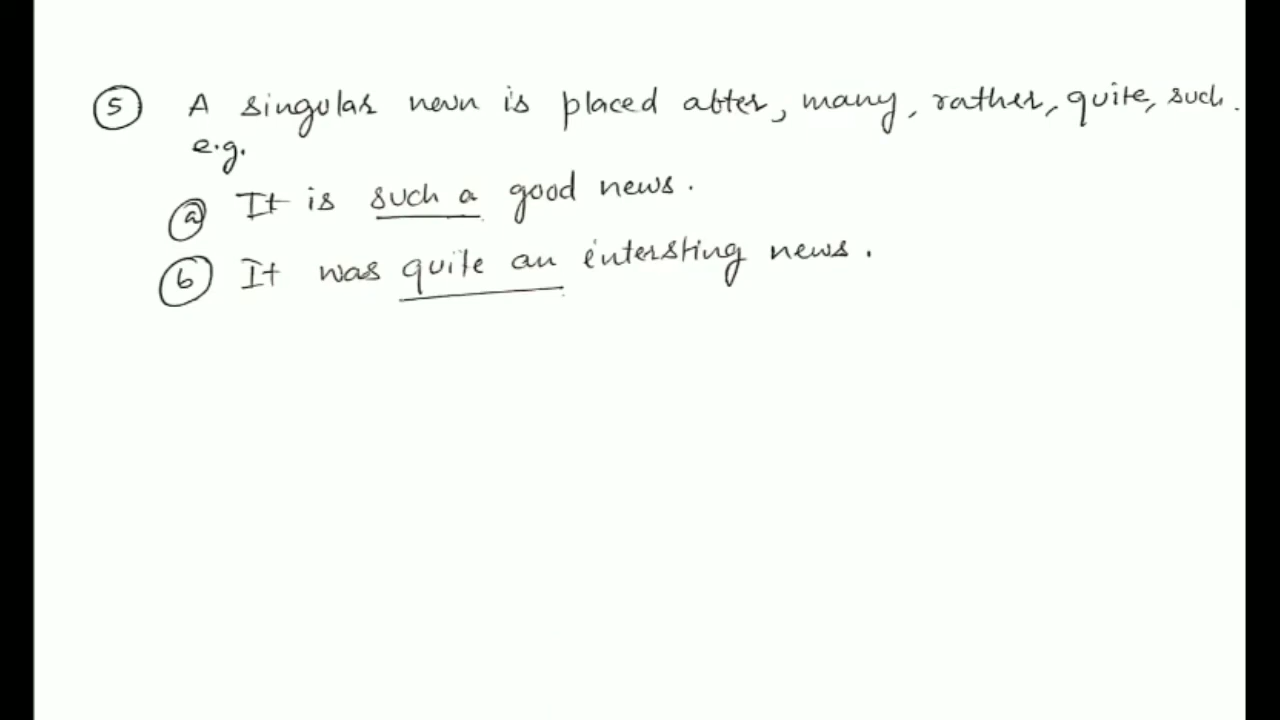 ⑤ A singular noun is placed after, many, rather, quite, such.
e.g.
ⓐ It is such a good news.
ⓑ It was quite an intersting news.